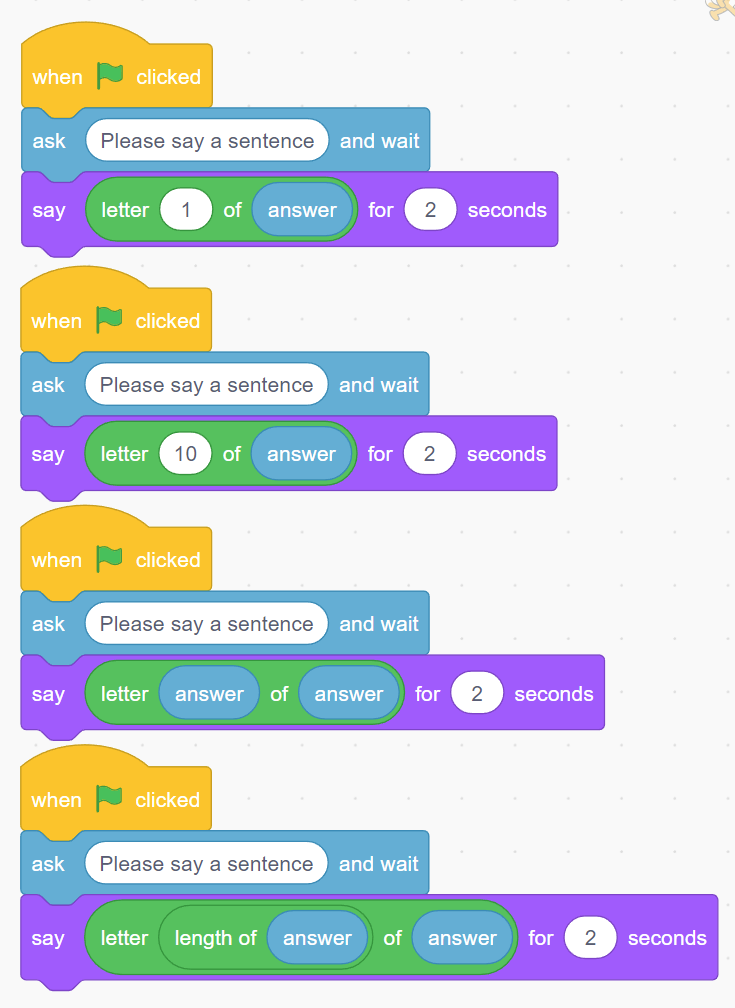 when clicked
ask Please say a sentence and wait
say letter 1 of answer for 2 seconds
when clicked
ask Please say a sentence and wait
say letter 10 of answer for 2 seconds
when clicked
ask Please say a sentence and wait
say letter answer of answer for 2 seconds
when clicked
ask Please say a sentence and wait
say letter length of answer of answer for 2 seconds